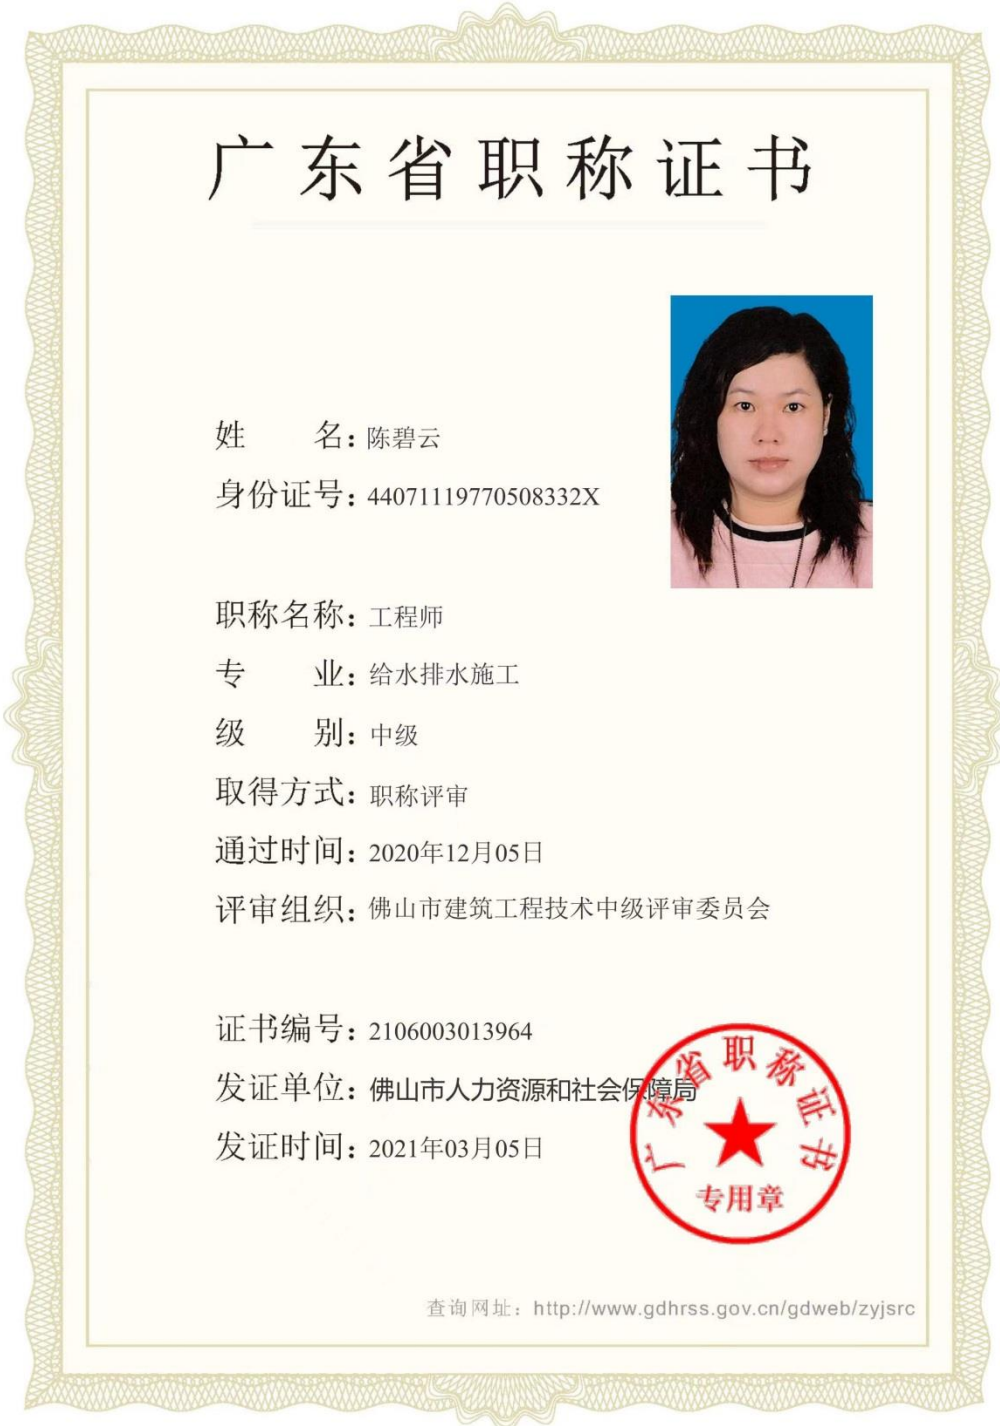 广东省职称证书
姓　　名：陈碧云
身份证号：44071119770508332X
职称名称：工程师
专　　业：给水排水施工
级　　别：中级
取得方式：职称评审
通过时间：2020年12月05日
评审组织：佛山市建筑工程技术中级评审委员会
证书编号：2106003013964
发证单位：佛山市人力资源和社会保障局
发证时间：2021年03月05日
广东省职称证书
专用章
查询网址：http://www.gdhrss.gov.cn/gdweb/zyjsrc